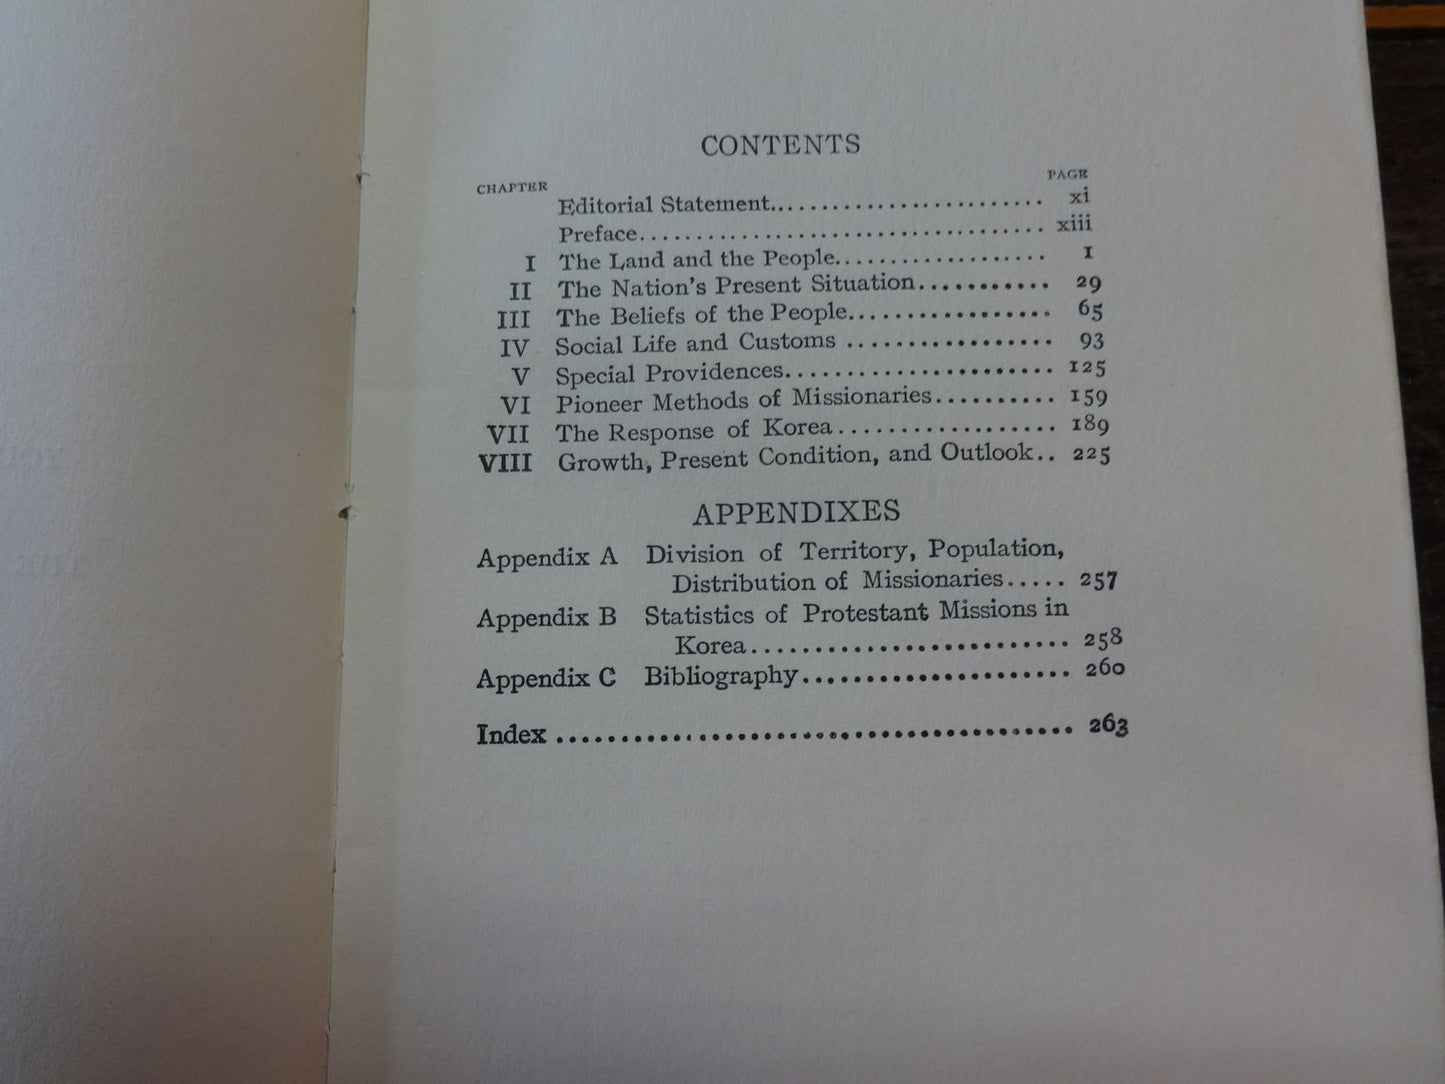 CONTENTS
CHAPTER PAGE
Editorial Statement......................... xi
Preface................................... xiii
I The Land and the People................... 1
II The Nation's Present Situation........... 29
III The Beliefs of the People................. 65
IV Social Life and Customs ................. 93
V Special Providences...................... 125
VI Pioneer Methods of Missionaries.......... 159
VII The Response of Korea.................. 189
VIII Growth, Present Condition, and Outlook.. 225
APPENDIXES
Appendix A Division of Territory, Population,
Distribution of Missionaries..... 257
Appendix B Statistics of Protestant Missions in
Korea......................... 258
Appendix C Bibliography..................... 260
Index ........................................ 263